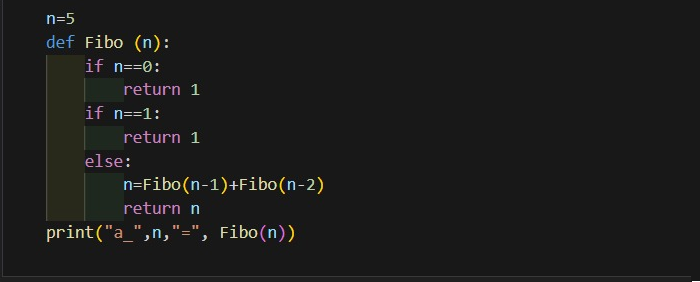 n=5
def Fibo (n):
    if n==0:
        return 1
    if n==1:
        return 1
    else:
        n=Fibo(n-1)+Fibo(n-2)
        return n
print("a_",n,"=", Fibo(n))